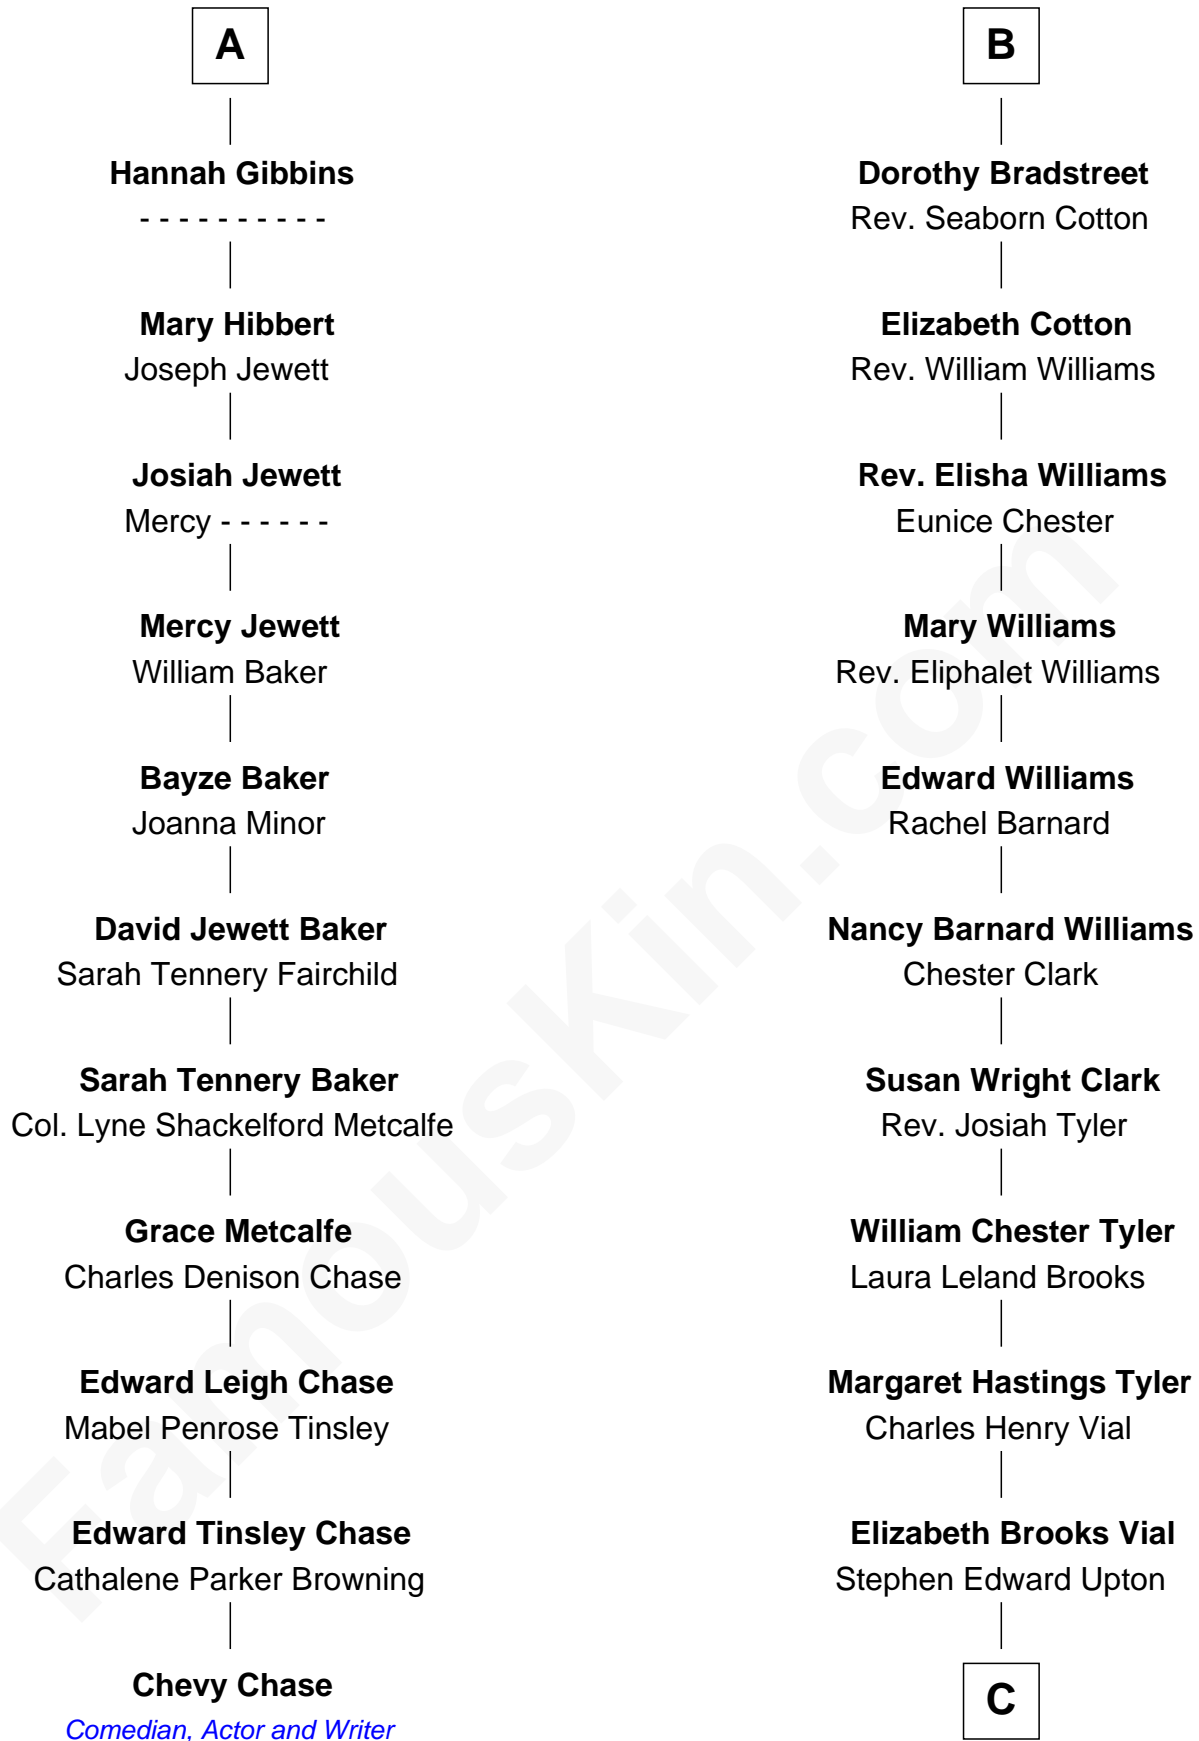 A
Hannah Gibbins
- - - - - - - - - -
Mary Hibbert
Joseph Jewett
Josiah Jewett
Mercy - - - - - -
Mercy Jewett
William Baker
Bayze Baker
Joanna Minor
David Jewett Baker
Sarah Tennery Fairchild
Sarah Tennery Baker
Col. Lyne Shackelford Metcalfe
Grace Metcalfe
Charles Denison Chase
Edward Leigh Chase
Mabel Penrose Tinsley
Edward Tinsley Chase
Cathalene Parker Browning
Chevy Chase
Comedian, Actor and Writer
B
Dorothy Bradstreet
Rev. Seaborn Cotton
Elizabeth Cotton
Rev. William Williams
Rev. Elisha Williams
Eunice Chester
Mary Williams
Rev. Eliphalet Williams
Edward Williams
Rachel Barnard
Nancy Barnard Williams
Chester Clark
Susan Wright Clark
Rev. Josiah Tyler
William Chester Tyler
Laura Leland Brooks
Margaret Hastings Tyler
Charles Henry Vial
Elizabeth Brooks Vial
Stephen Edward Upton
C
FamousKin.com